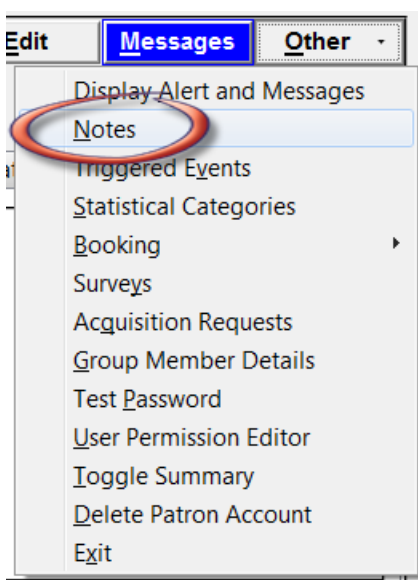 Edit Messages Other
Display Alert and Messages
Notes
Triggered Events
Statistical Categories
Booking
Surveys
Acquisition Requests
Group Member Details
Test Password
User Permission Editor
Toggle Summary
Delete Patron Account
Exit